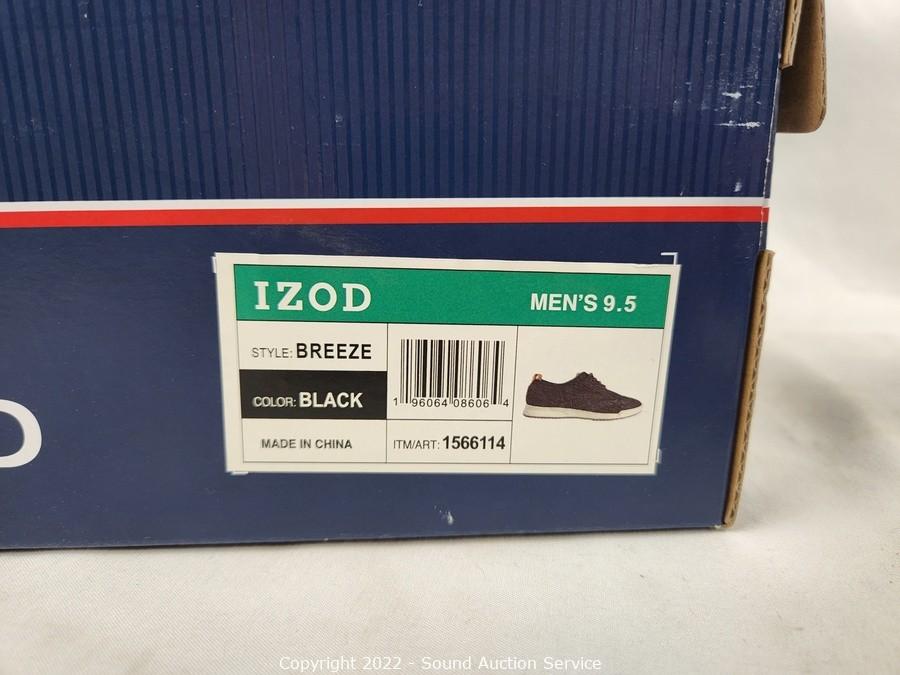 IZOD MEN'S 9.5
STYLE: BREEZE
COLOR: BLACK
MADE IN CHINA
1 96064 08606 4
ITM/ART: 1566114
D
Copyright 2022 - Sound Auction Service